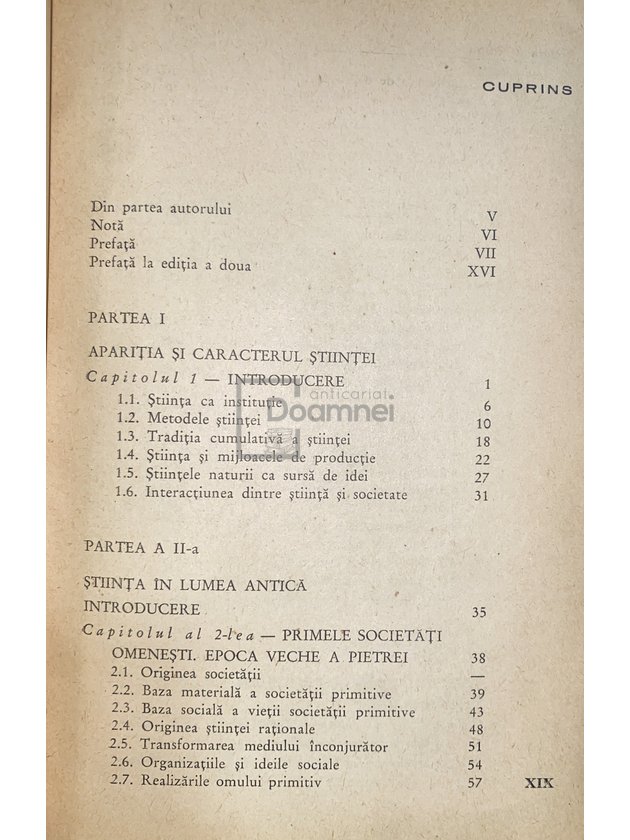 CUPRINS
Din partea autorului V
Notă VI
Prefață VII
Prefață la ediția a doua XVI
PARTEA I
APARIȚIA ȘI CARACTERUL ȘTIINȚEI
Capitolul 1 — INTRODUCERE 1
1.1. Știința ca instituție 6
1.2. Metodele științei 10
1.3. Tradiția cumulativă a științei 18
1.4. Știința și mijloacele de producție 22
1.5. Științele naturii ca sursă de idei 27
1.6. Interacțiunea dintre știință și societate 31
anticariat
Doamnei
PARTEA A II-a
ȘTIINȚA ÎN LUMEA ANTICĂ
INTRODUCERE 35
Capitolul al 2-lea — PRIMELE SOCIETĂȚI
OMENEȘTI. EPOCA VECHE A PIETREI 38
2.1. Originea societății —
2.2. Baza materială a societății primitive 39
2.3. Baza socială a vieții societății primitive 43
2.4. Originea științei raționale 48
2.5. Transformarea mediului înconjurător 51
2.6. Organizațiile și ideile sociale 54
2.7. Realizările omului primitiv 57
XIX